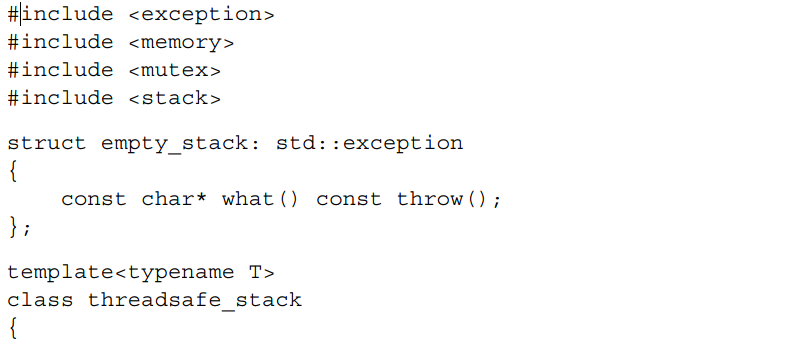 #include <exception>
#include <memory>
#include <mutex>
#include <stack>
struct empty_stack: std::exception
{
    const char* what() const throw();
};
template<typename T>
class threadsafe_stack
{